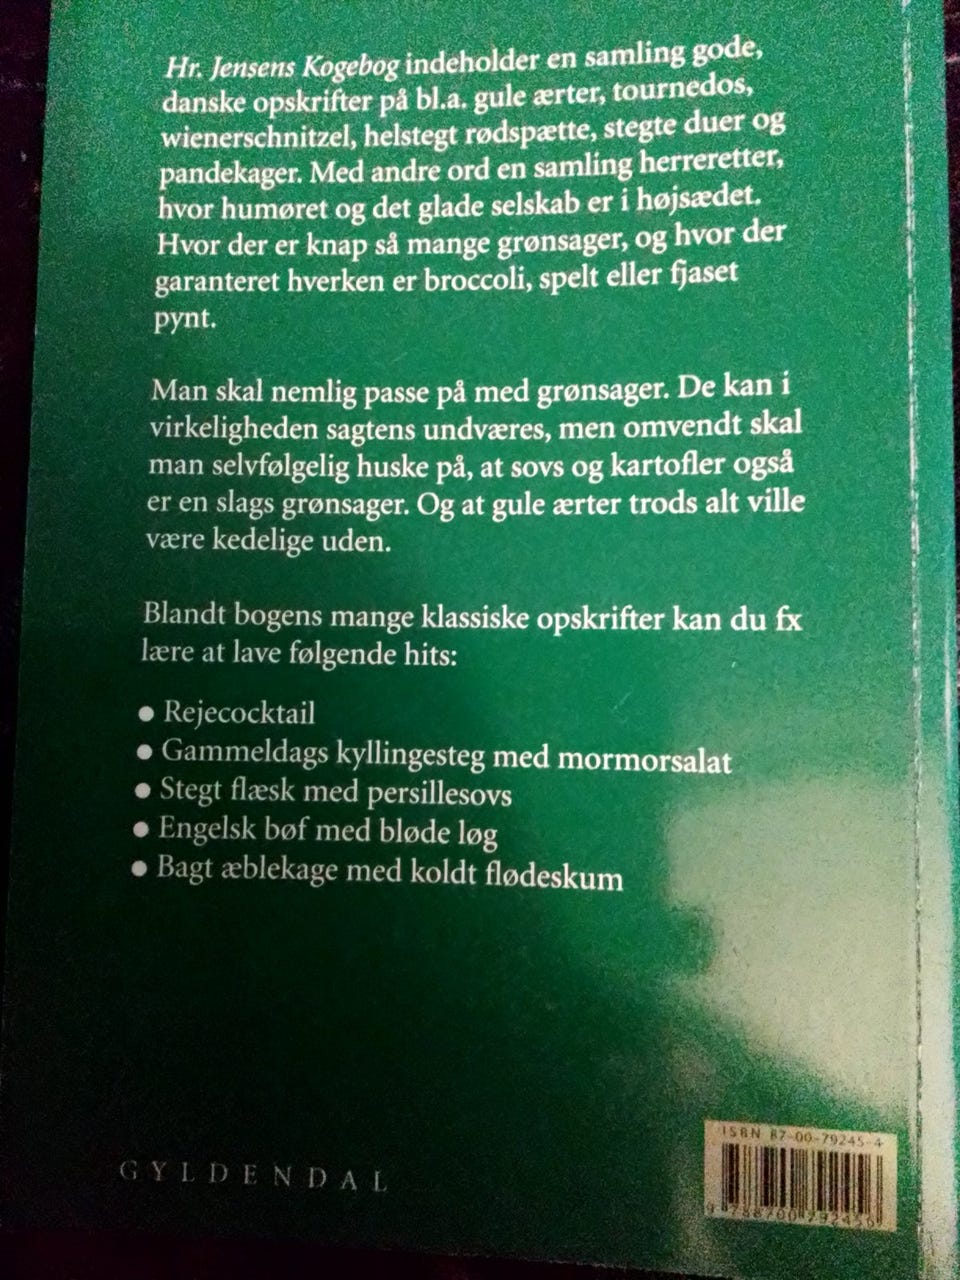 Hr. Jensens Kogebog indeholder en samling gode,
danske opskrifter på bl.a. gule ærter, tournedos,
wienerschnitzel, helstegt rødspætte, stegte duer og
pandekager. Med andre ord en samling herreretter,
hvor humøret og det glade selskab er i højsædet.
Hvor der er knap så mange grønsager, og hvor der
garanteret hverken er broccoli, spelt eller fjaset
pynt.
Man skal nemlig passe på med grønsager. De kan i
virkeligheden sagtens undværes, men omvendt skal
man selvfølgelig huske på, at sovs og kartofler også
er en slags grønsager. Og at gule ærter trods alt ville
være kedelige uden.
Blandt bogens mange klassiske opskrifter kan du fx
lære at lave følgende hits:
● Rejecocktail
● Gammeldags kyllingesteg med mormorsalat
● Stegt flæsk med persillesovs
● Engelsk bøf med bløde løg
● Bagt æblekage med koldt flødeskum
ISBN 87-00-79245-4
9 788700 792456
GYLDENDAL